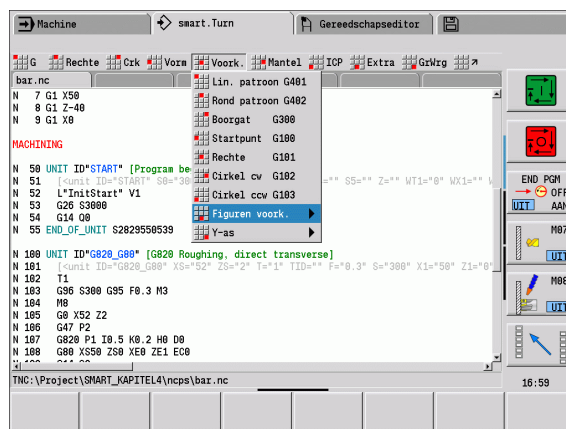 Machine
smart.Turn
Gereedschapseditor
G Rechte Crk Vorm Voork. Mantel ICP Extra GrWrg
bar.nc
N 7 G1 X50
N 8 G1 Z-40
N 9 G1 X0
MACHINING
N 50 UNIT ID"START" [Program be
N 51 [<unit ID="START" S0="30 ="" S5="" Z="" WT1="0" WX1=""
N 52 L"InitStart" V1
N 53 G26 S3000
N 54 G14 Q0
N 55 END_OF_UNIT S2829550539
N 100 UNIT ID"G820_G80" [G820 Roughing, direct transverse]
N 101 [<unit ID="G820_G80" XS="52" ZS="2" T="1" TID="" F="0.3" S="300" X1="50" Z1="0"
N 102 T1
N 103 G96 S300 G95 F0.3 M3
N 104 M8
N 105 G0 X52 Z2
N 106 G47 P2
N 107 G820 P1 I0.5 K0.2 H0 D0
N 108 G80 XS50 ZS0 XE0 ZE1 EC0
Lin. patroon G401
Rond patroon G402
Boorgat G300
Startpunt G100
Rechte G101
Cirkel cw G102
Cirkel ccw G103
Figuren voork.
Y-as
TNC:\Project\SMART_KAPITEL4\ncps\bar.nc
END PGM
OFF
UIT AAN
M07
UIT
M08
UIT
16:59